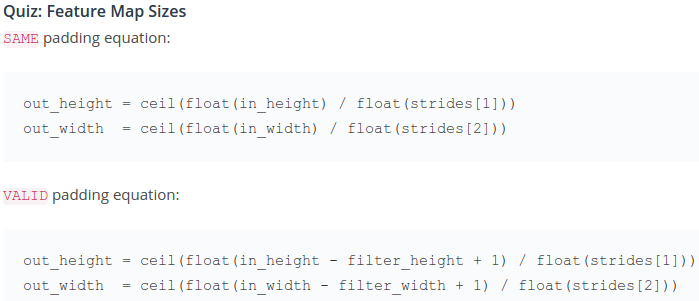 Quiz: Feature Map Sizes
SAME padding equation:
out_height = ceil(float(in_height) / float(strides[1]))
out_width  = ceil(float(in_width) / float(strides[2]))
VALID padding equation:
out_height = ceil(float(in_height - filter_height + 1) / float(strides[1]))
out_width  = ceil(float(in_width - filter_width + 1) / float(strides[2]))